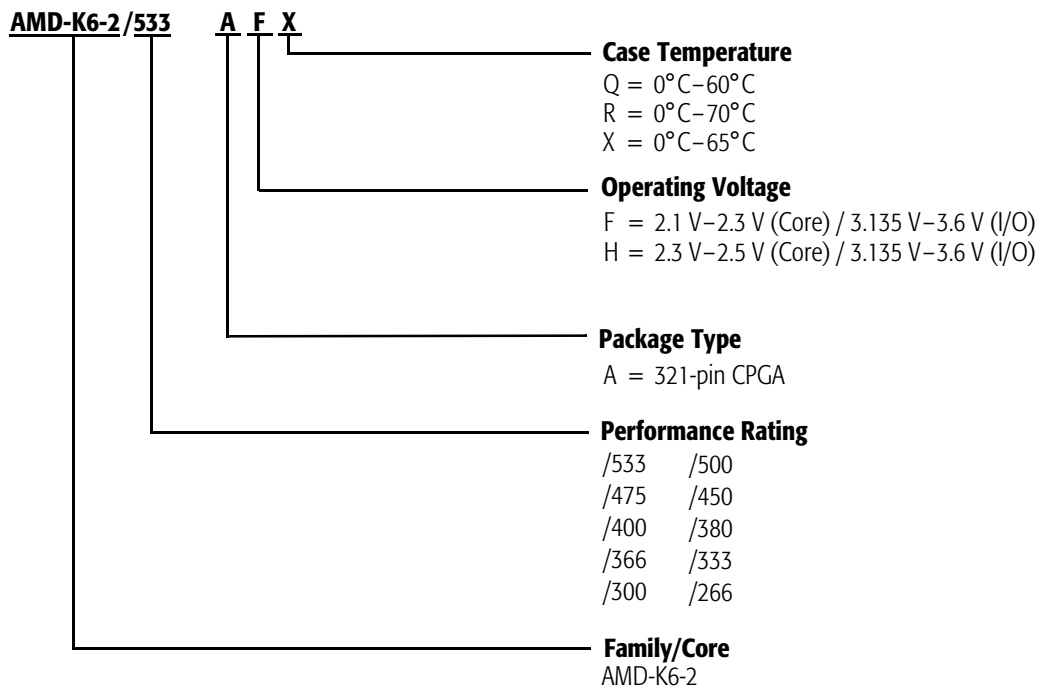 AMD-K6-2/533 A F X
Case Temperature
Q = 0°C–60°C
R = 0°C–70°C
X = 0°C–65°C
Operating Voltage
F = 2.1 V–2.3 V (Core) / 3.135 V–3.6 V (I/O)
H = 2.3 V–2.5 V (Core) / 3.135 V–3.6 V (I/O)
Package Type
A = 321-pin CPGA
Performance Rating
/533 /500
/475 /450
/400 /380
/366 /333
/300 /266
Family/Core
AMD-K6-2